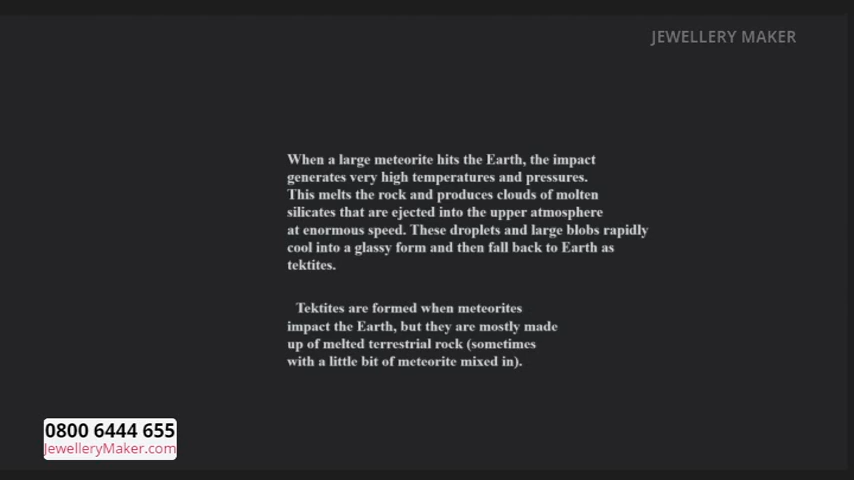 JEWELLERY MAKER
When a large meteorite hits the Earth, the impact
generates very high temperatures and pressures.
This melts the rock and produces clouds of molten
silicates that are ejected into the upper atmosphere
at enormous speed. These droplets and large blobs rapidly
cool into a glassy form and then fall back to Earth as
tektites.
Tektites are formed when meteorites
impact the Earth, but they are mostly made
up of melted terrestrial rock (sometimes
with a little bit of meteorite mixed in).
0800 6444 655
JewelleryMaker.com